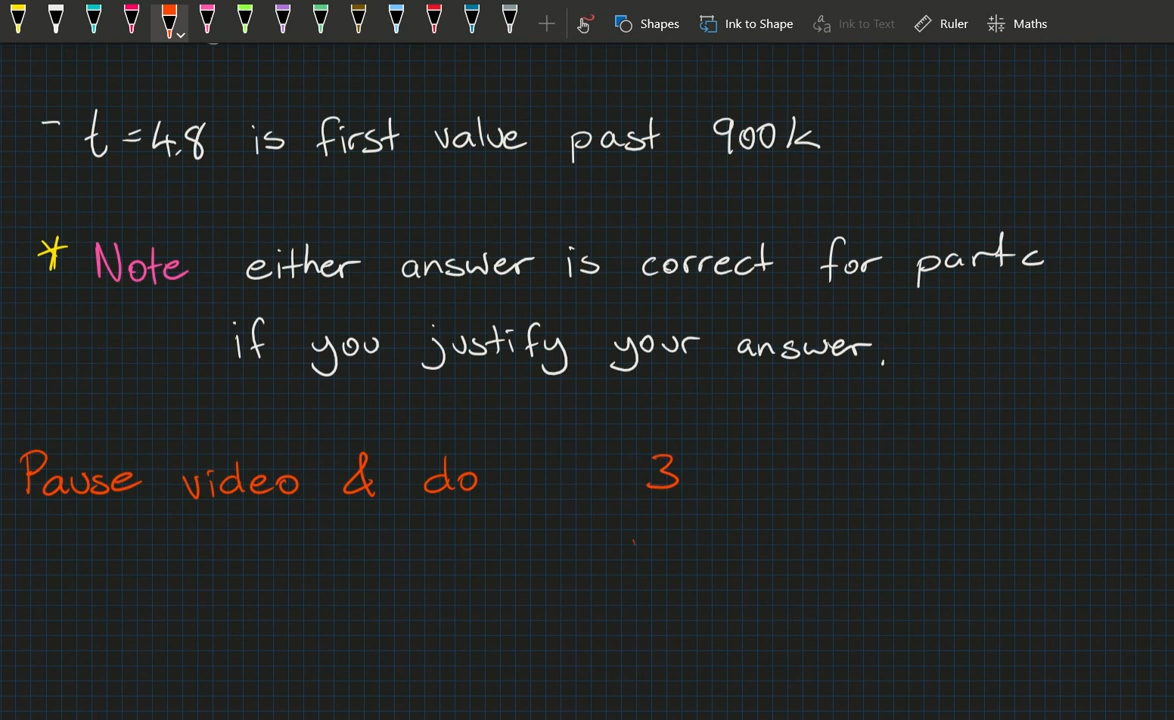 Shapes Ink to Shape Ink to Text Ruler Maths
- t = 4.8 is first value past 900k
* Note either answer is correct for part c
if you justify your answer.
Pause video & do 3